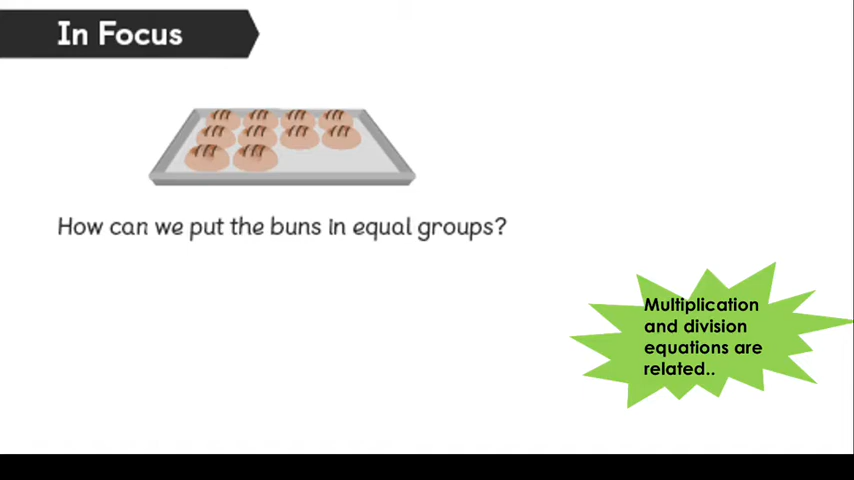 In Focus
How can we put the buns in equal groups?
Multiplication
and division
equations are
related..